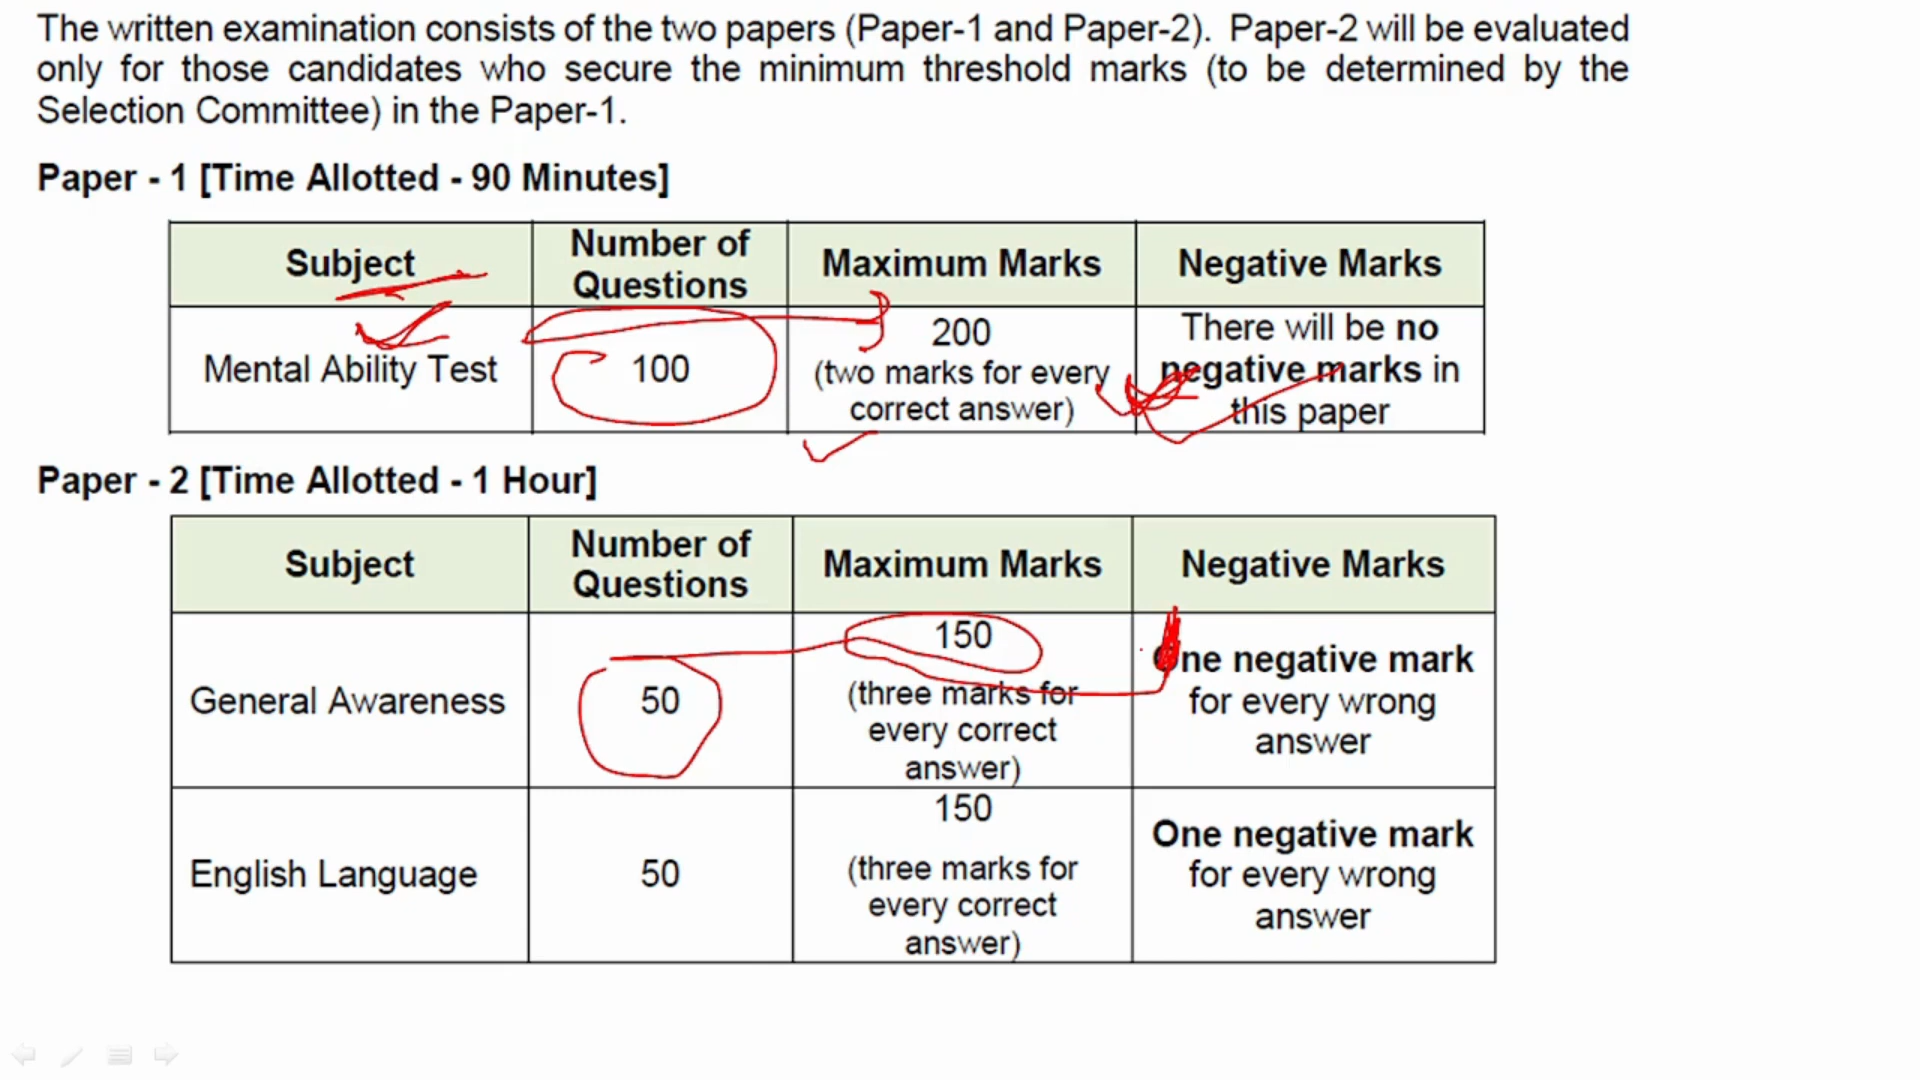 The written examination consists of the two papers (Paper-1 and Paper-2). Paper-2 will be evaluated
only for those candidates who secure the minimum threshold marks (to be determined by the
Selection Committee) in the Paper-1.
Paper - 1 [Time Allotted - 90 Minutes]
Subject
Number of
Questions
Maximum Marks
Negative Marks
Mental Ability Test
100
200
(two marks for every
correct answer)
There will be no
negative marks in
this paper
Paper - 2 [Time Allotted - 1 Hour]
Subject
Number of
Questions
Maximum Marks
Negative Marks
General Awareness
50
150
(three marks for
every correct
answer)
One negative mark
for every wrong
answer
English Language
50
150
(three marks for
every correct
answer)
One negative mark
for every wrong
answer